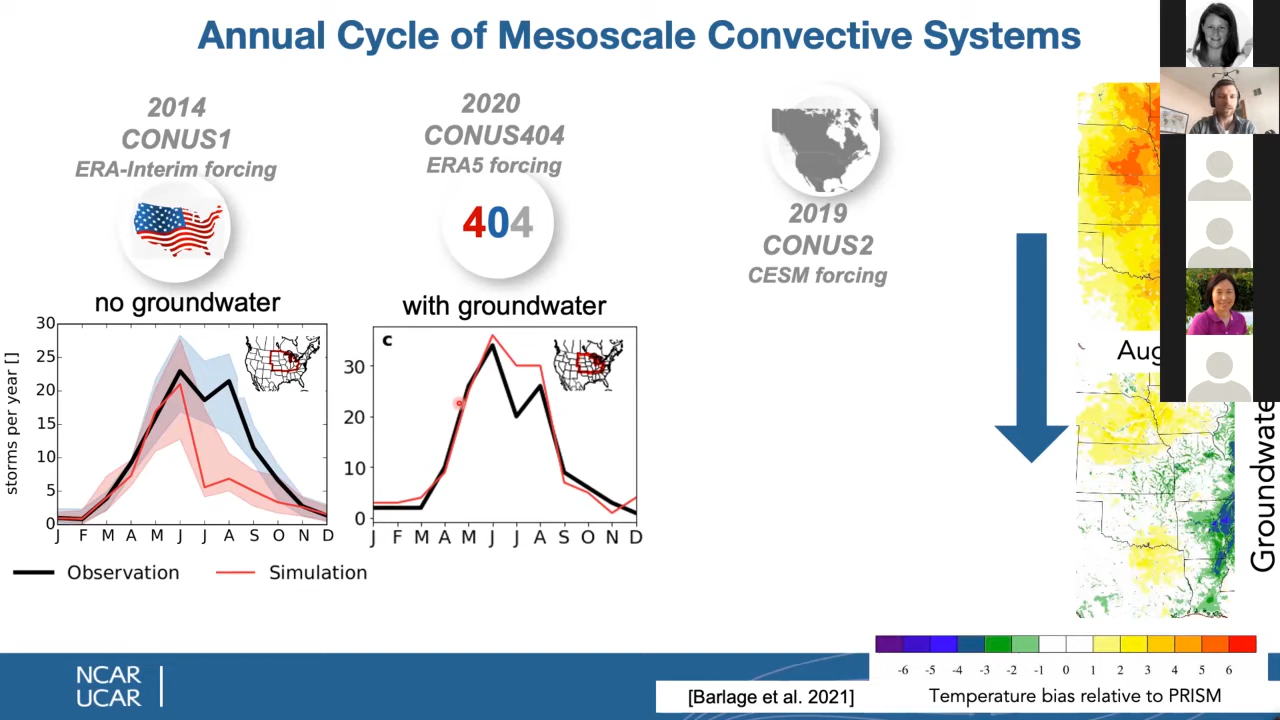 Annual Cycle of Mesoscale Convective Systems
2014
CONUS1
ERA-Interim forcing
2020
CONUS404
ERA5 forcing
404
2019
CONUS2
CESM forcing
no groundwater
with groundwater
storms per year []
30
25
20
15
10
5
0
J F M A M J J A S O N D
c
30
20
10
0
J F M A M J J A S O N D
Observation
Simulation
Aug
Groundwate
-6 -5 -4 -3 -2 -1 0 1 2 3 4 5 6
Temperature bias relative to PRISM
[Barlage et al. 2021]
NCAR
UCAR